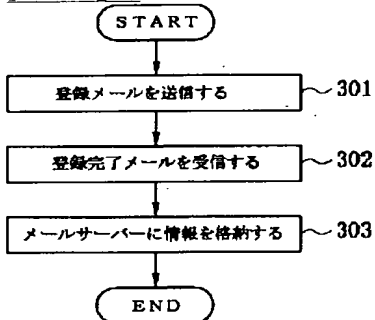 START
登録メールを送信する 301
登録完了メールを受信する 302
メールサーバーに情報を格納する 303
END